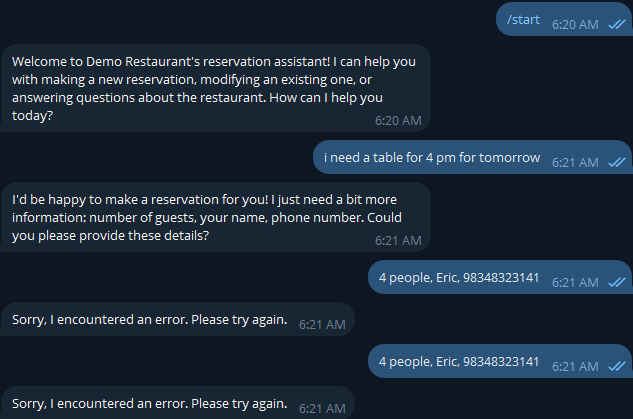 /start 6:20 AM
Welcome to Demo Restaurant's reservation assistant! I can help you
with making a new reservation, modifying an existing one, or
answering questions about the restaurant. How can I help you
today?
6:20 AM
i need a table for 4 pm for tomorrow 6:21 AM
I'd be happy to make a reservation for you! I just need a bit more
information: number of guests, your name, phone number. Could
you please provide these details?
6:21 AM
4 people, Eric, 98348323141 6:21 AM
Sorry, I encountered an error. Please try again. 6:21 AM
4 people, Eric, 98348323141 6:21 AM
Sorry, I encountered an error. Please try again. 6:21 AM